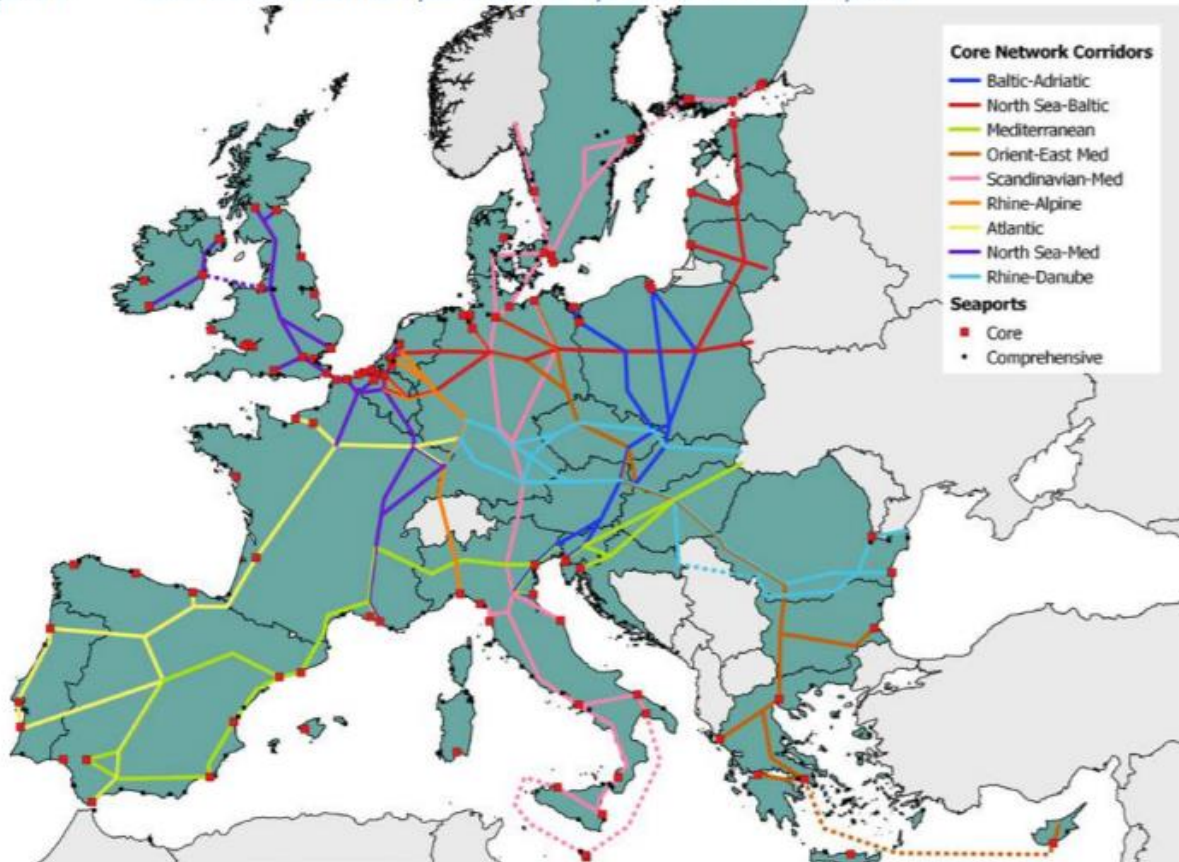 Core Network Corridors
Baltic-Adriatic
North Sea-Baltic
Mediterranean
Orient-East Med
Scandinavian-Med
Rhine-Alpine
Atlantic
North Sea-Med
Rhine-Danube
Seaports
Core
Comprehensive